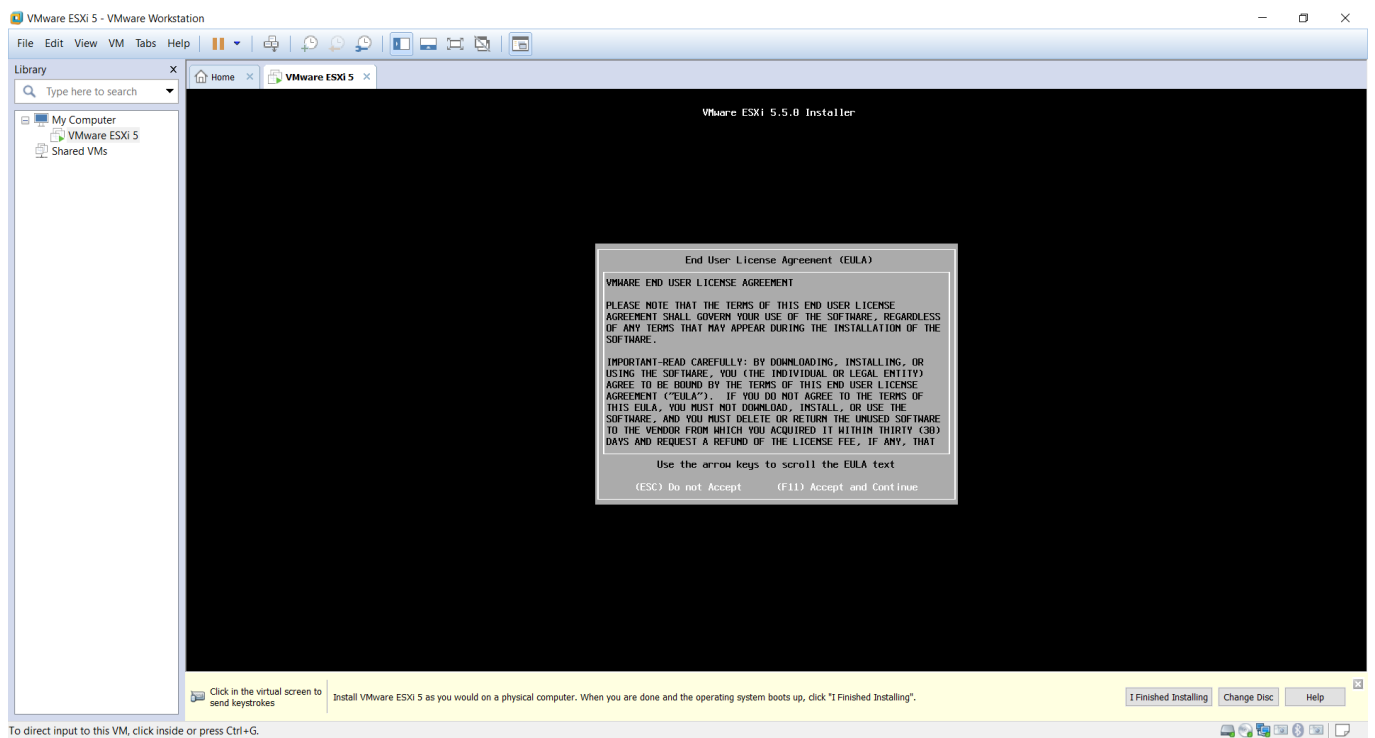 VMware ESXi 5 - VMware Workstation
File Edit View VM Tabs Help
Library
Type here to search
My Computer
VMware ESXi 5
Shared VMs
Home
VMware ESXi 5
VMware ESXi 5.5.0 Installer
End User License Agreement (EULA)
VMWARE END USER LICENSE AGREEMENT
PLEASE NOTE THAT THE TERMS OF THIS END USER LICENSE
AGREEMENT SHALL GOVERN YOUR USE OF THE SOFTWARE, REGARDLESS
OF ANY TERMS THAT MAY APPEAR DURING THE INSTALLATION OF THE
SOFTWARE.
IMPORTANT-READ CAREFULLY: BY DOWNLOADING, INSTALLING, OR
USING THE SOFTWARE, YOU (THE INDIVIDUAL OR LEGAL ENTITY)
AGREE TO BE BOUND BY THE TERMS OF THIS END USER LICENSE
AGREEMENT ("EULA"). IF YOU DO NOT AGREE TO THE TERMS OF
THIS EULA, YOU MUST NOT DOWNLOAD, INSTALL, OR USE THE
SOFTWARE, AND YOU MUST DELETE OR RETURN THE UNUSED SOFTWARE
TO THE VENDOR FROM WHICH YOU ACQUIRED IT WITHIN THIRTY (30)
DAYS AND REQUEST A REFUND OF THE LICENSE FEE, IF ANY, THAT
Use the arrow keys to scroll the EULA text
(ESC) Do not Accept (F11) Accept and Continue
Click in the virtual screen to
send keystrokes
Install VMware ESXi 5 as you would on a physical computer. When you are done and the operating system boots up, click "I Finished Installing".
I Finished Installing
Change Disc
Help
To direct input to this VM, click inside or press Ctrl+G.